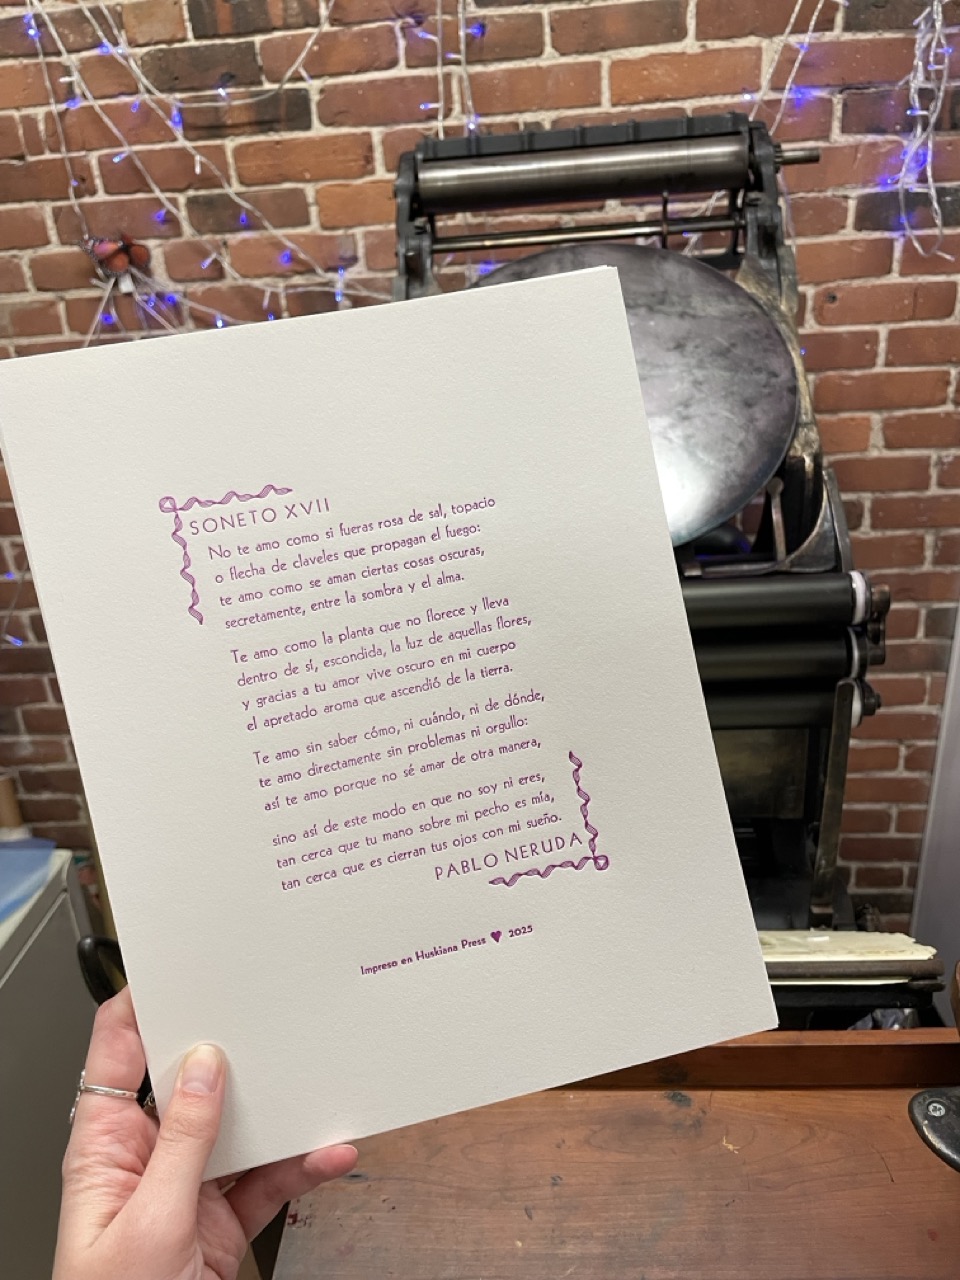 SONETO XVII
No te amo como si fueras rosa de sal, topacio
o flecha de claveles que propagan el fuego:
te amo como se aman ciertas cosas oscuras,
secretamente, entre la sombra y el alma.
Te amo como la planta que no florece y lleva
dentro de sí, escondida, la luz de aquellas flores,
y gracias a tu amor vive oscuro en mi cuerpo
el apretado aroma que ascendió de la tierra.
Te amo sin saber cómo, ni cuándo, ni de dónde,
te amo directamente sin problemas ni orgullo:
así te amo porque no sé amar de otra manera,
sino así de este modo en que no soy ni eres,
tan cerca que tu mano sobre mi pecho es mía,
tan cerca que es cierran tus ojos con mi sueño.
PABLO NERUDA
Impreso en Huskiana Press ♥ 2025